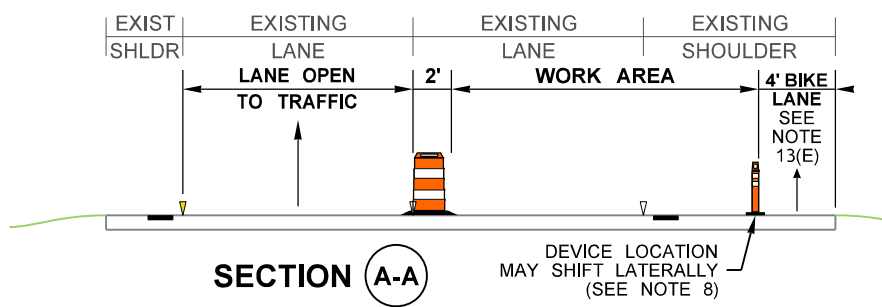 EXIST
SHLDR
EXISTING
LANE
EXISTING
LANE
EXISTING
SHOULDER
LANE OPEN
TO TRAFFIC
2'
WORK AREA
4' BIKE
LANE
SEE
NOTE
13(E)
DEVICE LOCATION
MAY SHIFT LATERALLY
(SEE NOTE 8)
SECTION A-A